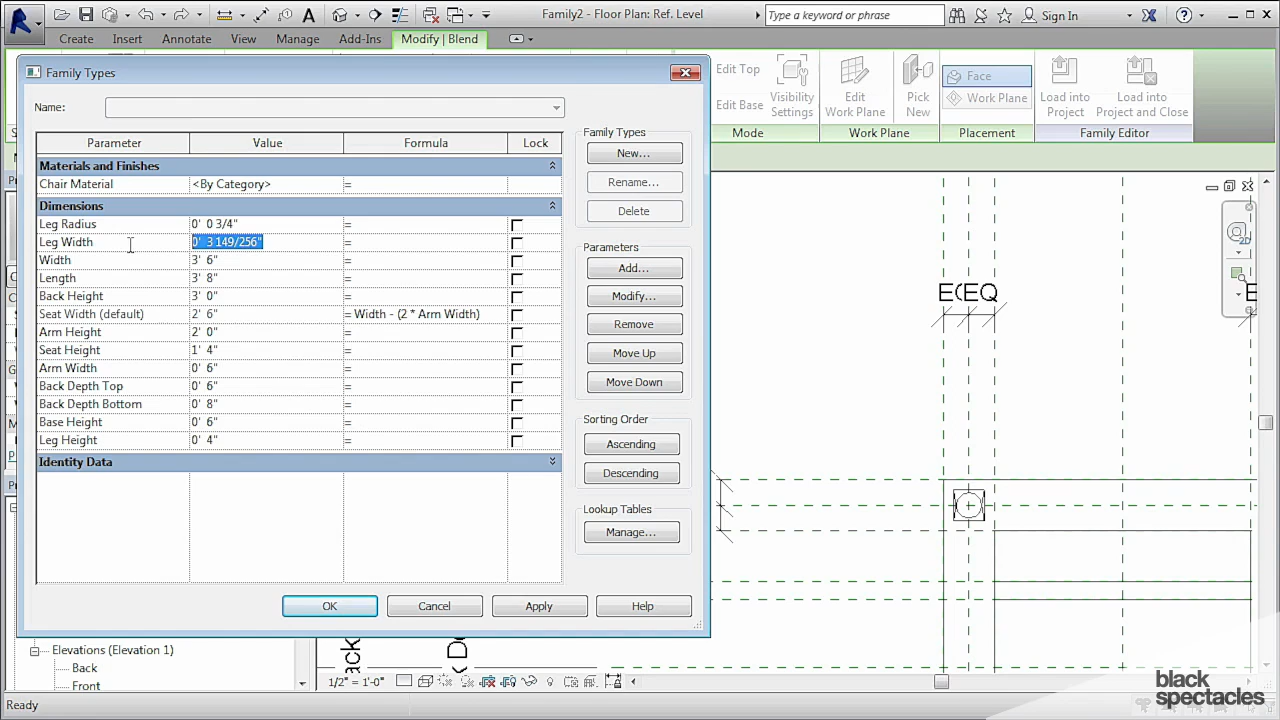 Family2 - Floor Plan: Ref. Level
Type a keyword or phrase
Sign In
Create Insert Annotate View Manage Add-Ins Modify | Blend
Family Types
Edit Top
Edit Base
Visibility
Settings
Edit
Work Plane
Pick
New
Face
Work Plane
Load into
Project
Load into
Project and Close
Mode Work Plane Placement Family Editor
Name:
Parameter Value Formula Lock
Materials and Finishes
Chair Material <By Category> =
Dimensions
Leg Radius 0' 0 3/4" =
Leg Width 0' 3 149/256" =
Width 3' 6" =
Length 3' 8" =
Back Height 3' 0" =
Seat Width (default) 2' 6" = Width - (2 * Arm Width)
Arm Height 2' 0" =
Seat Height 1' 4" =
Arm Width 0' 6" =
Back Depth Top 0' 6" =
Back Depth Bottom 0' 8" =
Base Height 0' 6" =
Leg Height 0' 4" =
Identity Data
Family Types
New...
Rename...
Delete
Parameters
Add...
Modify...
Remove
Move Up
Move Down
Sorting Order
Ascending
Descending
Lookup Tables
Manage...
OK Cancel Apply Help
EQ
2D
Elevations (Elevation 1)
Back
Front
1/2" = 1'-0"
Ready
black
spectacles